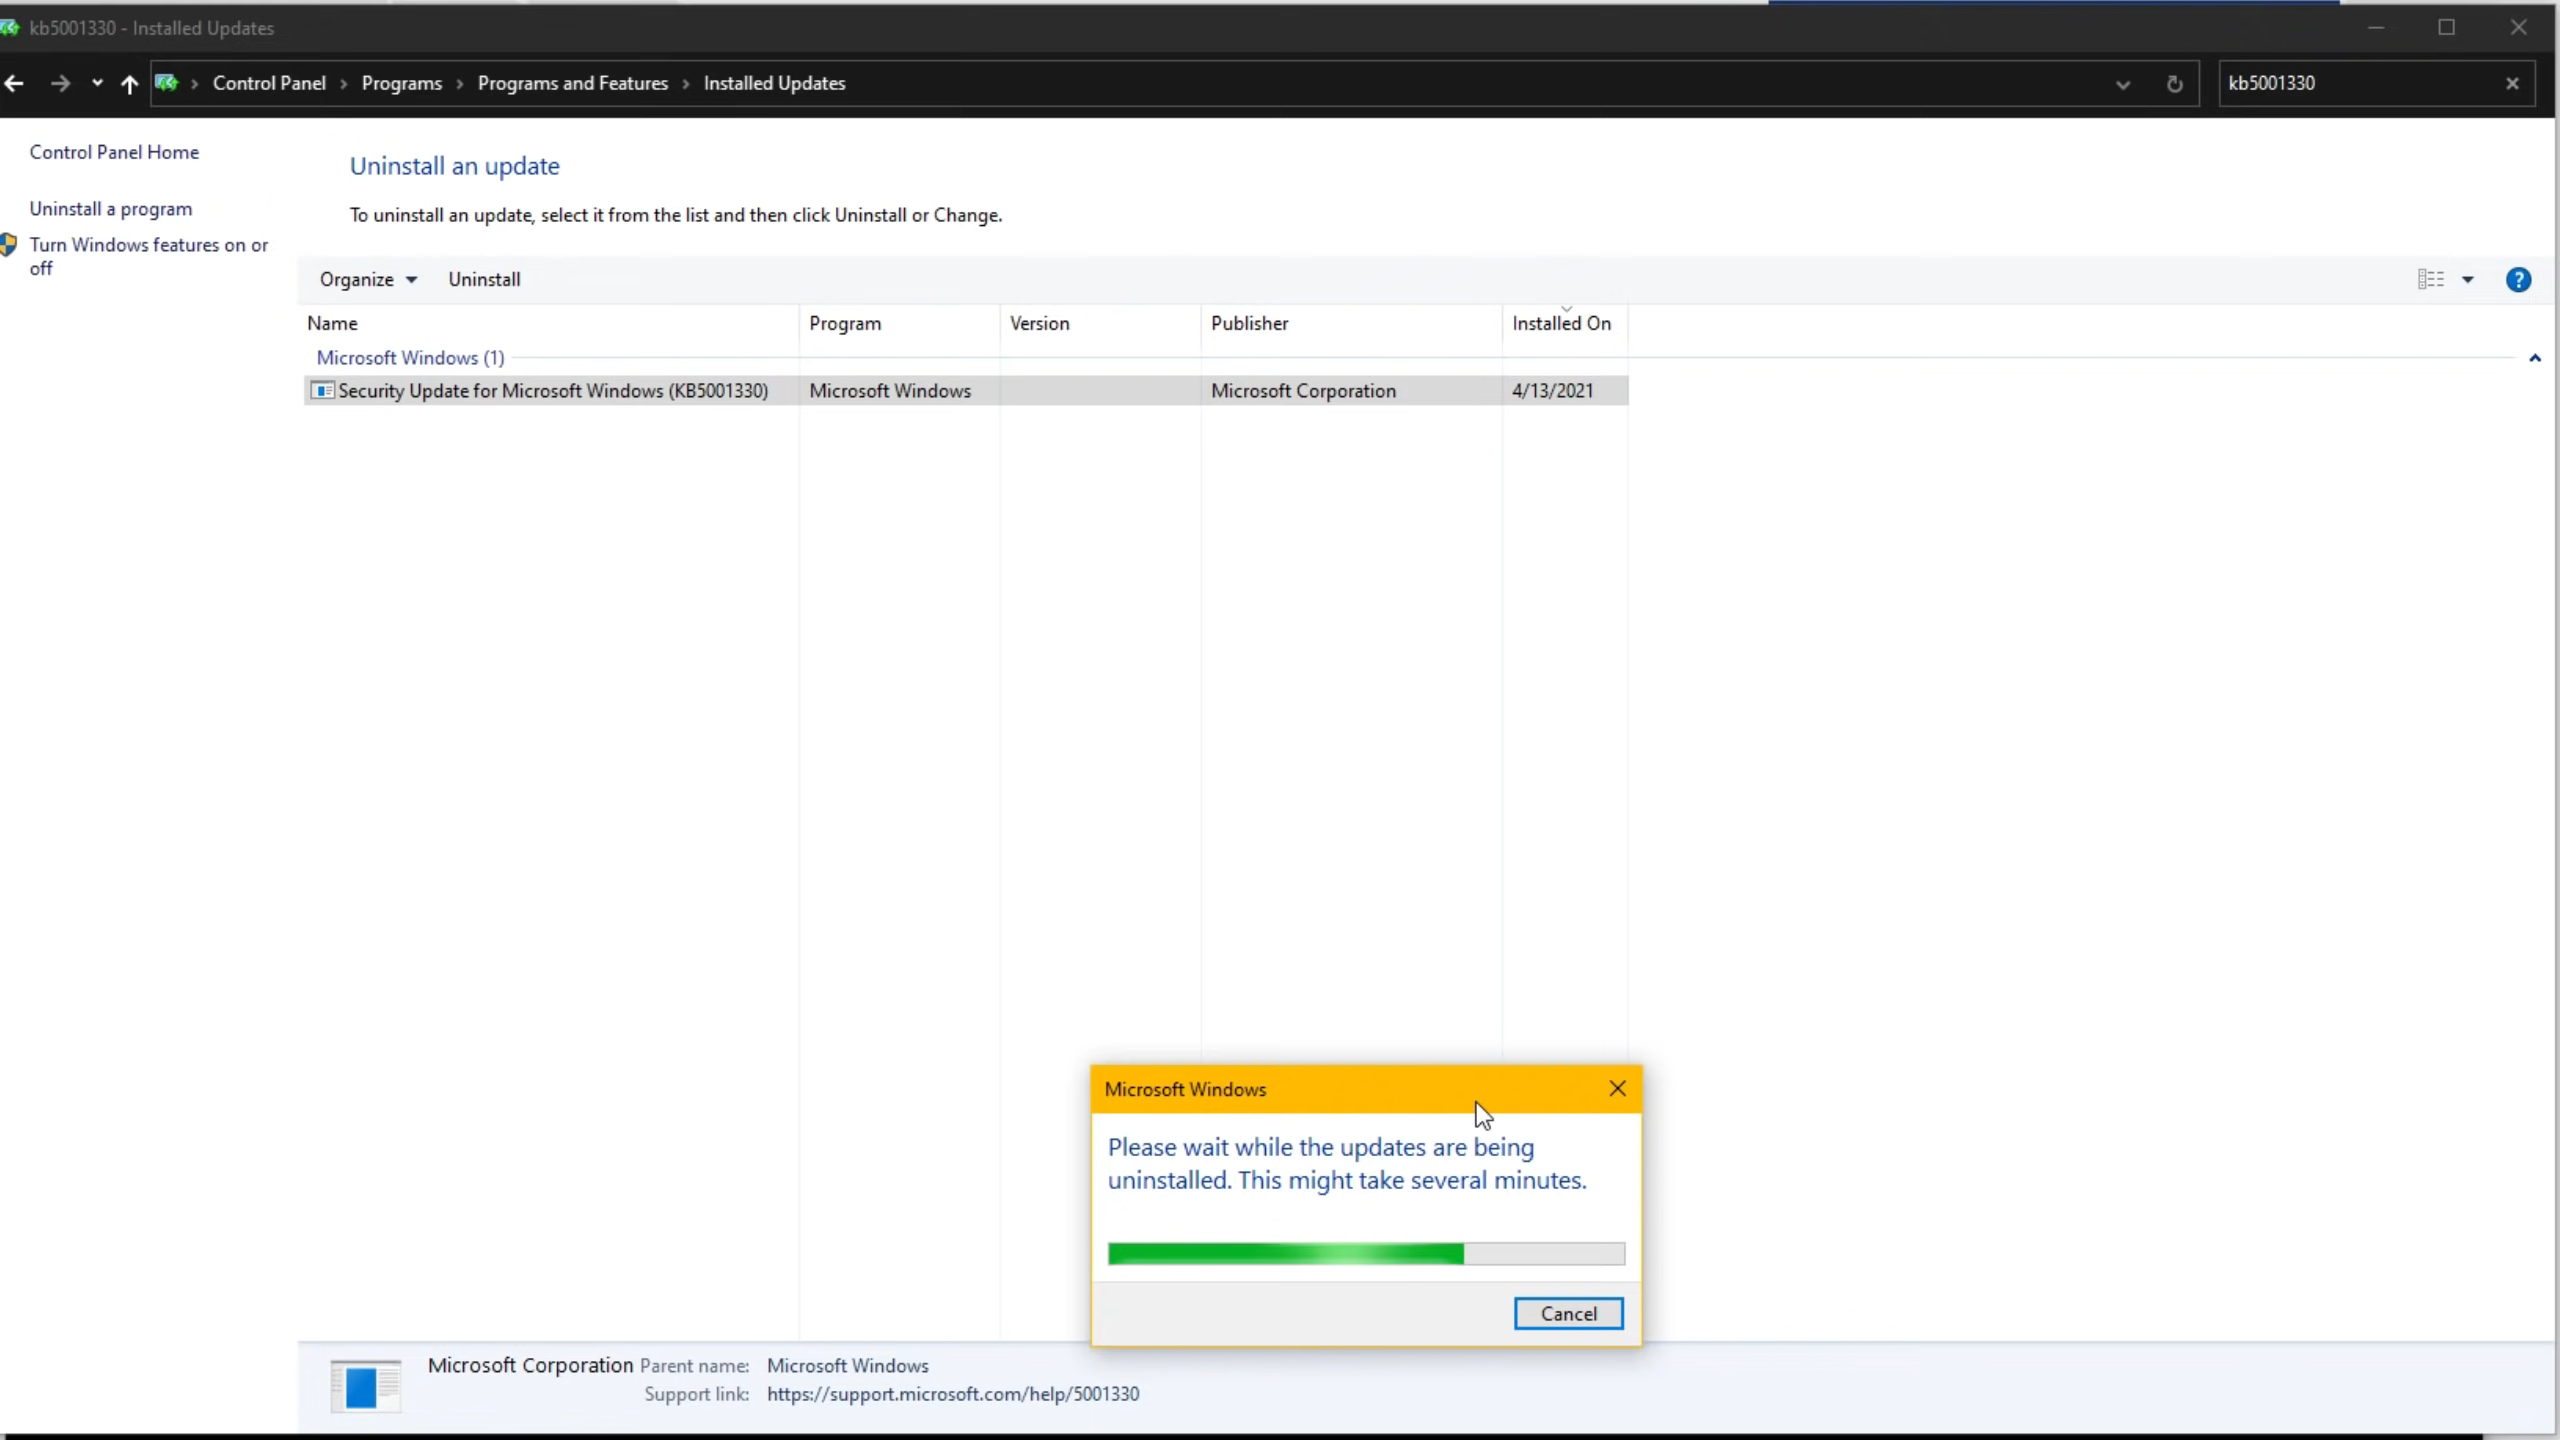 kb5001330 - Installed Updates
Control Panel > Programs > Programs and Features > Installed Updates
kb5001330
Control Panel Home
Uninstall a program
Turn Windows features on or
off
Uninstall an update
To uninstall an update, select it from the list and then click Uninstall or Change.
Organize Uninstall
?
Name Program Version Publisher Installed On
Microsoft Windows (1)
Security Update for Microsoft Windows (KB5001330) Microsoft Windows Microsoft Corporation 4/13/2021
Microsoft Windows
Please wait while the updates are being
uninstalled. This might take several minutes.
Cancel
Microsoft Corporation Parent name: Microsoft Windows
Support link: https://support.microsoft.com/help/5001330